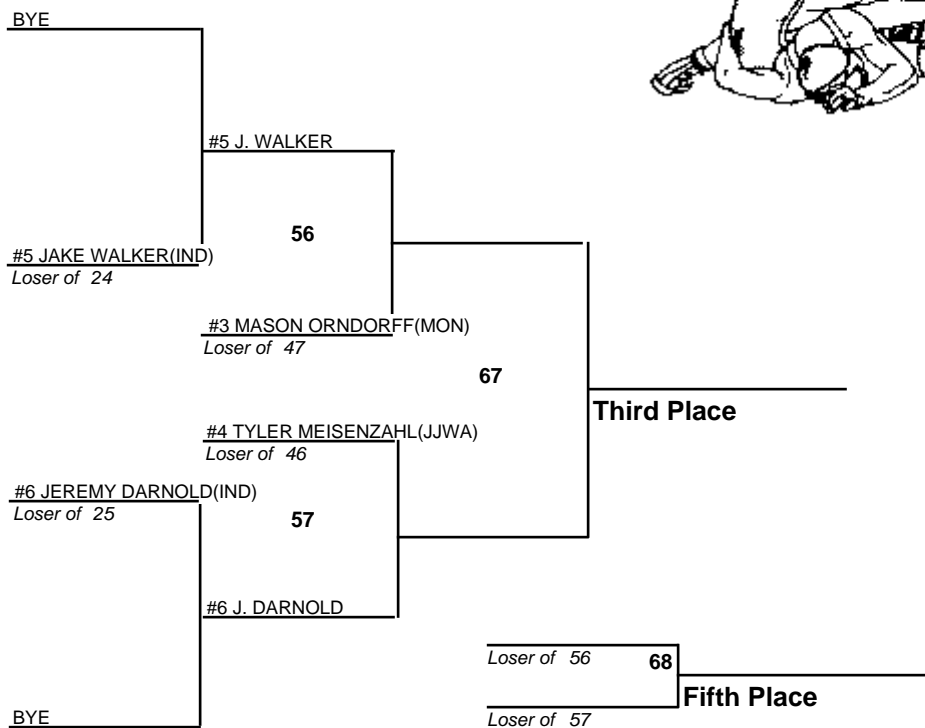 BYE
#5 J. WALKER
56
#5 JAKE WALKER(IND)
Loser of 24
#3 MASON ORNDORFF(MON)
Loser of 47
67
Third Place
#4 TYLER MEISENZAHL(JJWA)
Loser of 46
#6 JEREMY DARNOLD(IND)
Loser of 25
57
#6 J. DARNOLD
Loser of 56
68
Fifth Place
BYE
Loser of 57